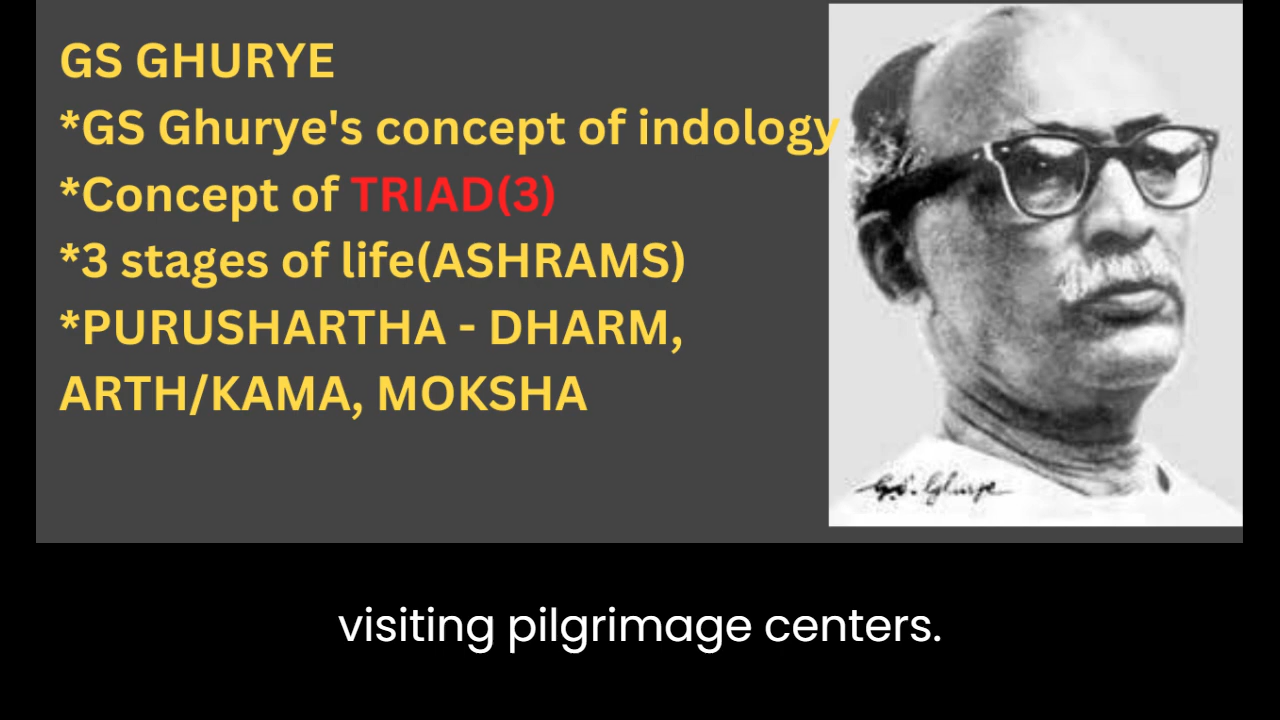 GS GHURYE
*GS Ghurye's concept of indology
*Concept of TRIAD(3)
*3 stages of life(ASHRAMS)
*PURUSHARTHA - DHARM,
ARTH/KAMA, MOKSHA
G.S. Ghurye
visiting pilgrimage centers.